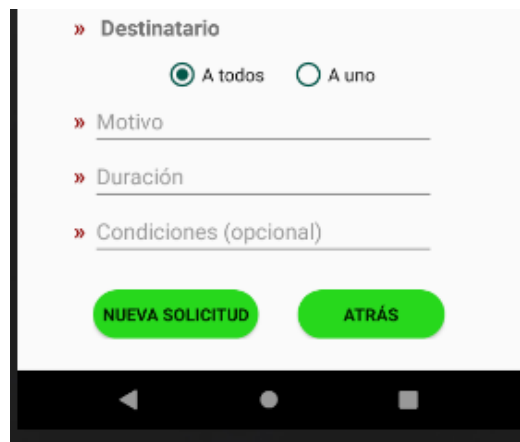 » Destinatario
A todos A uno
» Motivo
» Duración
» Condiciones (opcional)
NUEVA SOLICITUD ATRÁS